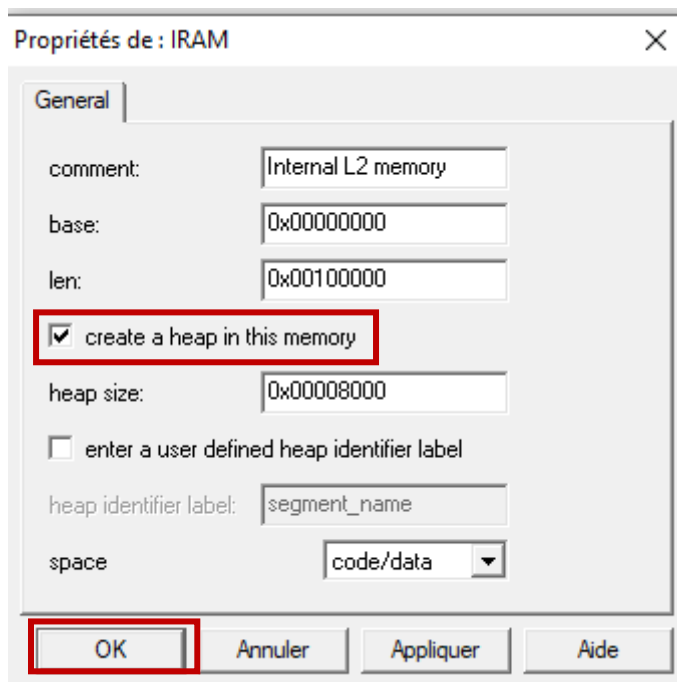 Propriétés de : IRAM
General
comment: Internal L2 memory
base: 0x00000000
len: 0x00100000
create a heap in this memory
heap size: 0x00008000
enter a user defined heap identifier label
heap identifier label: segment_name
space code/data
OK Annuler Appliquer Aide